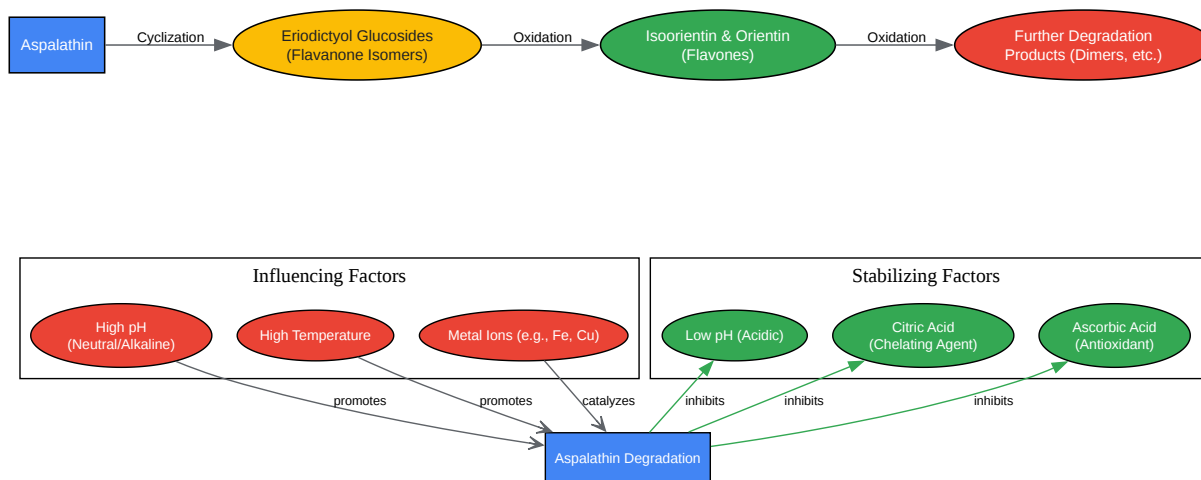 Aspalathin
Cyclization
Eriodictyol Glucosides
(Flavanone Isomers)
Oxidation
Isoorientin & Orientin
(Flavones)
Oxidation
Further Degradation
Products (Dimers, etc.)
Influencing Factors
High pH
(Neutral/Alkaline)
High Temperature
Metal Ions (e.g., Fe, Cu)
Stabilizing Factors
Low pH (Acidic)
Citric Acid
(Chelating Agent)
Ascorbic Acid
(Antioxidant)
promotes
promotes
catalyzes
inhibits
inhibits
inhibits
Aspalathin Degradation